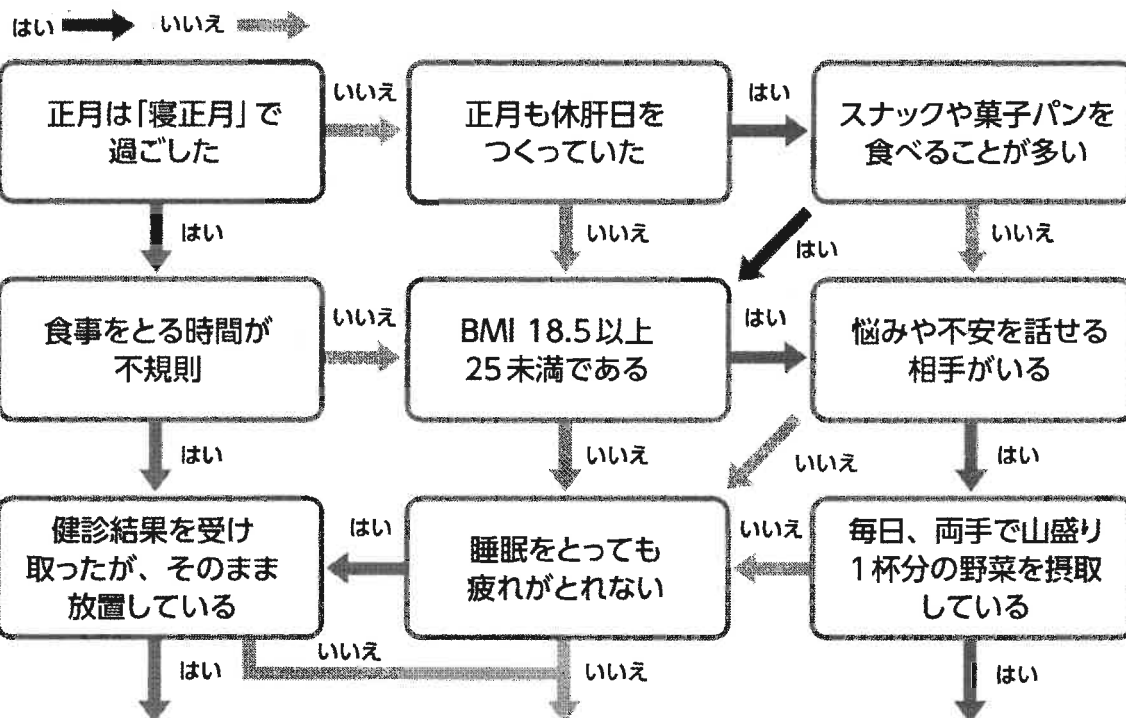 はい いいえ
正月は「寝正月」で
過ごした
いいえ
正月も休肝日を
つくっていた
はい
スナックや菓子パンを
食べることが多い
はい
いいえ
はい
いいえ
食事をとる時間が
不規則
いいえ
BMI 18.5以上
25未満である
はい
悩みや不安を話せる
相手がいる
はい
いいえ
いいえ
はい
健診結果を受け
取ったが、そのまま
放置している
はい
睡眠をとっても
疲れがとれない
いいえ
毎日、両手で山盛り
1杯分の野菜を摂取
している
はい
いいえ
いいえ
はい